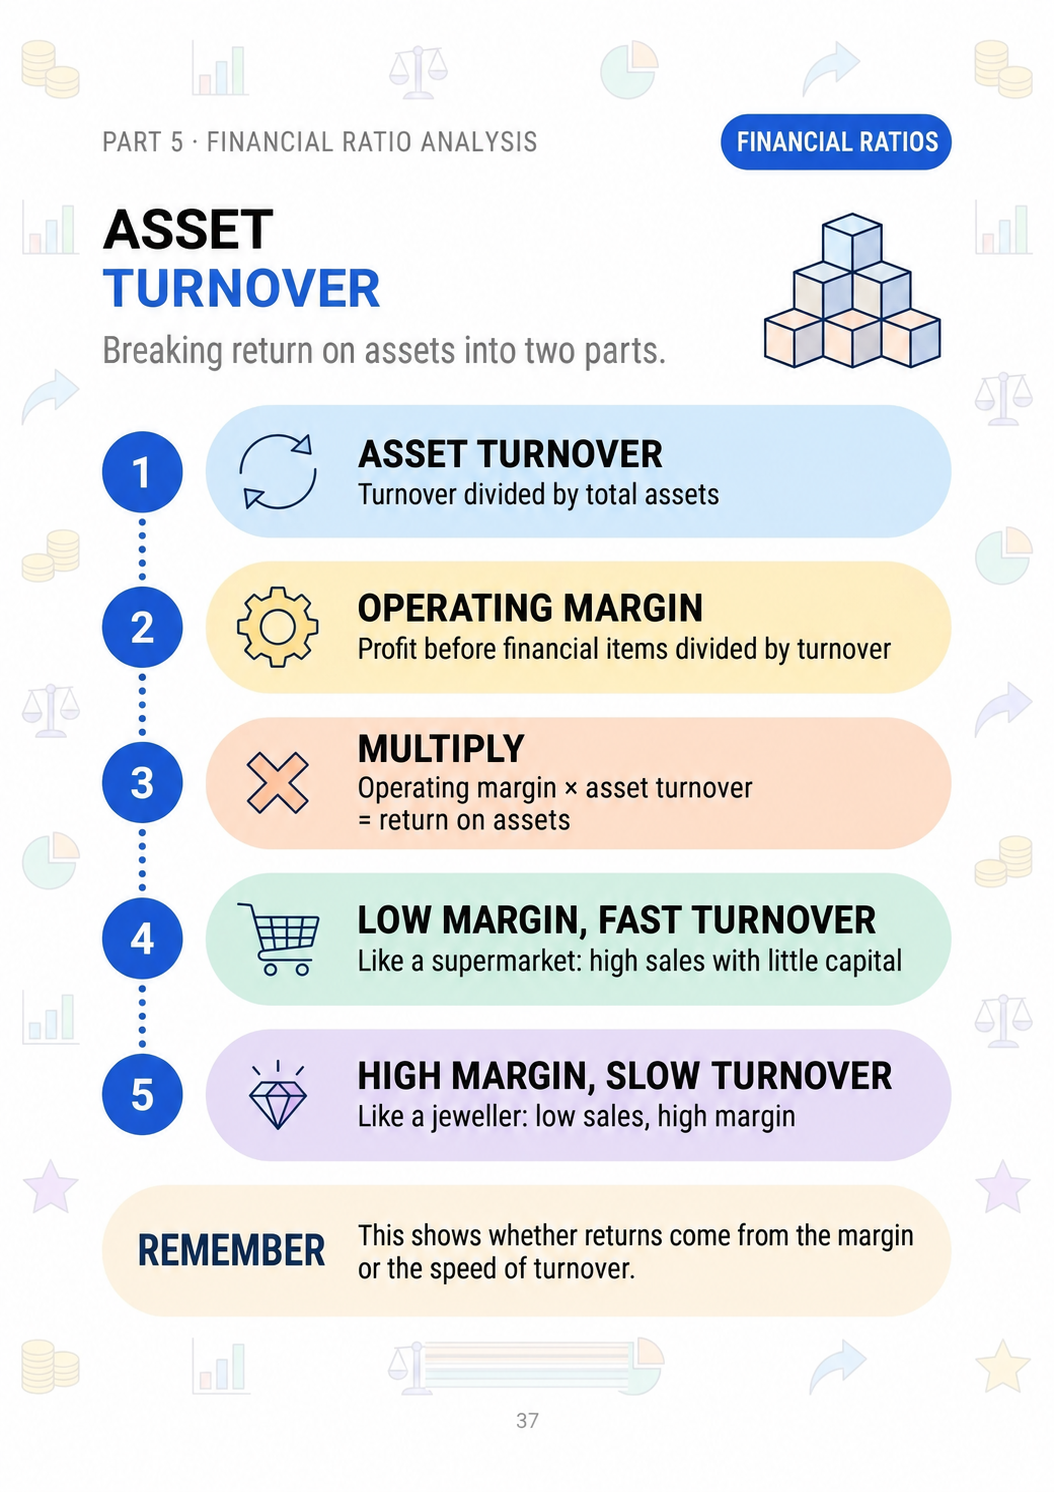 PART 5 · FINANCIAL RATIO ANALYSIS
FINANCIAL RATIOS
ASSET
TURNOVER
Breaking return on assets into two parts.
1
ASSET TURNOVER
Turnover divided by total assets
2
OPERATING MARGIN
Profit before financial items divided by turnover
3
MULTIPLY
Operating margin × asset turnover
= return on assets
4
LOW MARGIN, FAST TURNOVER
Like a supermarket: high sales with little capital
5
HIGH MARGIN, SLOW TURNOVER
Like a jeweller: low sales, high margin
REMEMBER
This shows whether returns come from the margin
or the speed of turnover.
37